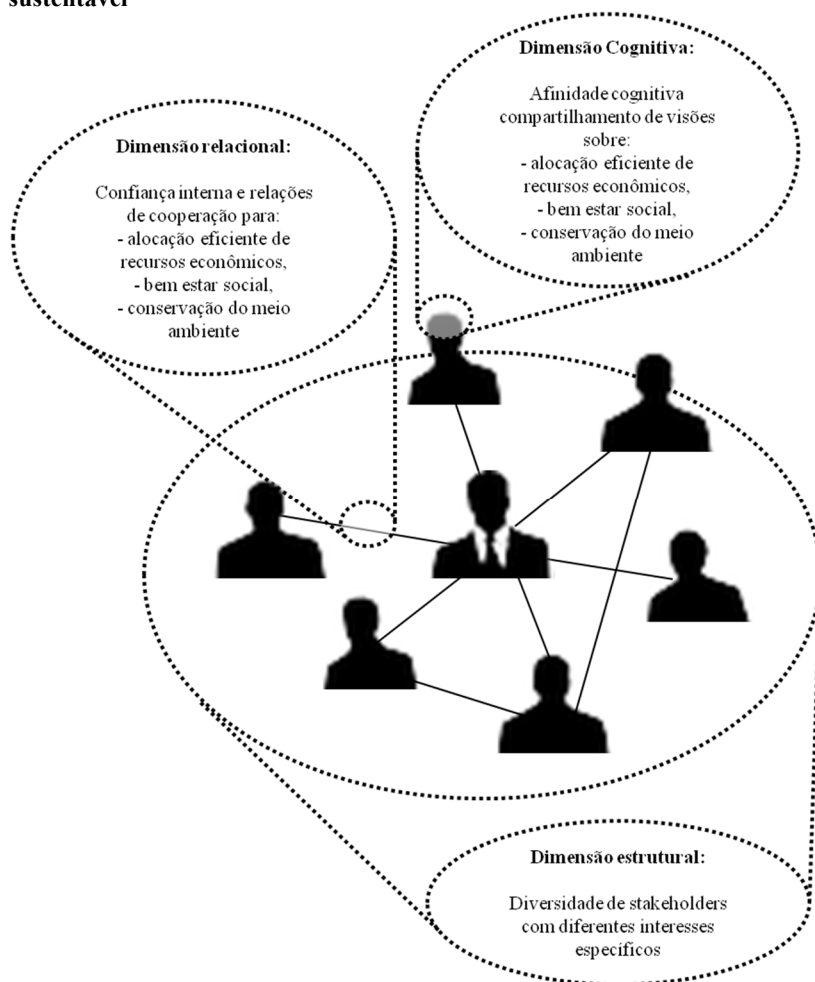 sustentável
Dimensão Cognitiva:
Afinidade cognitiva
compartilhamento de visões
sobre:
- alocação eficiente de
recursos econômicos,
- bem estar social,
- conservação do meio
ambiente
Dimensão relacional:
Confiança interna e relações
de cooperação para:
- alocação eficiente de
recursos econômicos,
- bem estar social,
- conservação do meio
ambiente
Dimensão estrutural:
Diversidade de stakeholders
com diferentes interesses
específicos